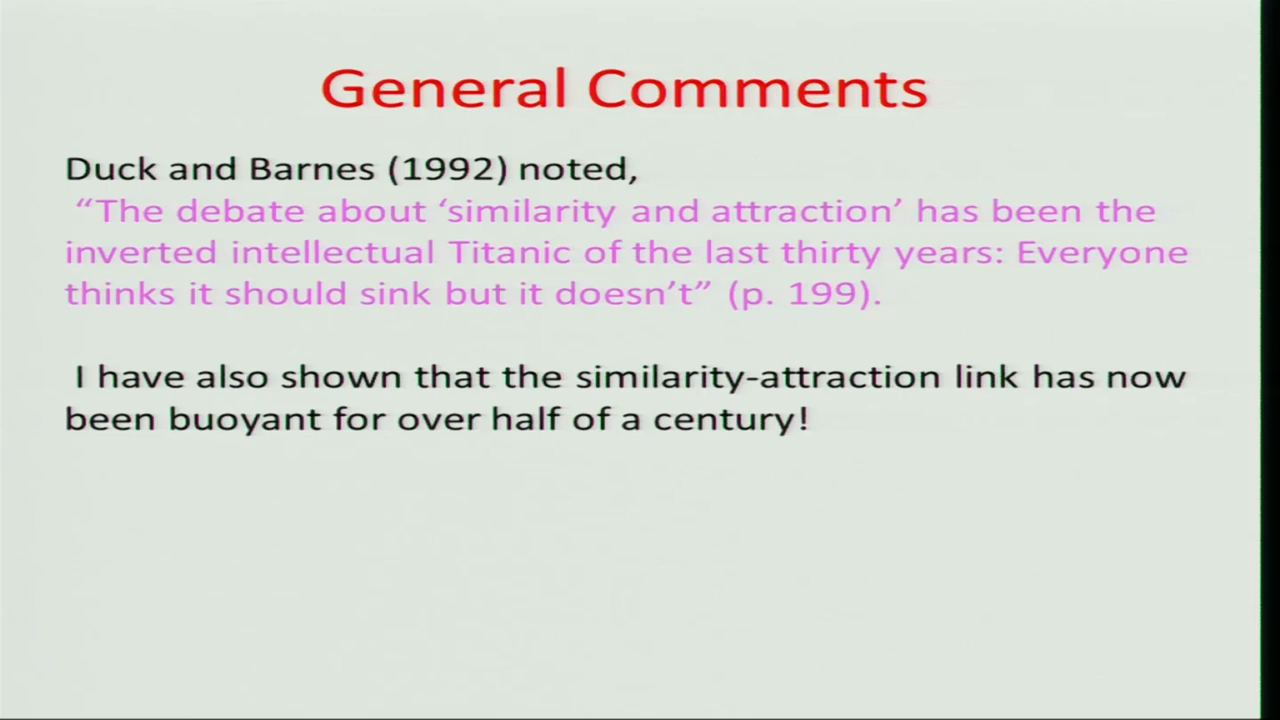 General Comments
Duck and Barnes (1992) noted,
“The debate about ‘similarity and attraction’ has been the
inverted intellectual Titanic of the last thirty years: Everyone
thinks it should sink but it doesn’t” (p. 199).
I have also shown that the similarity-attraction link has now
been buoyant for over half of a century!